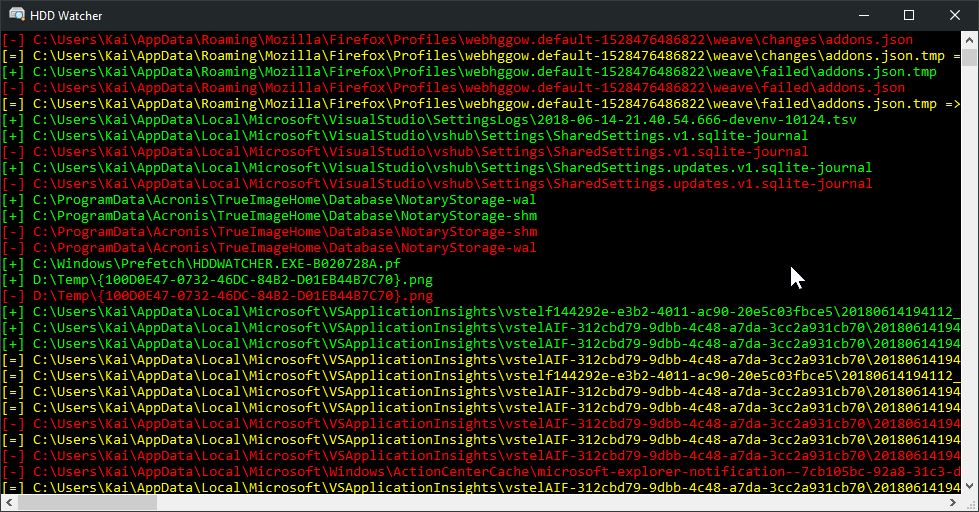 HDD Watcher
[-] C:\Users\Kai\AppData\Roaming\Mozilla\Firefox\Profiles\webhggow.default-1528476486822\weave\changes\addons.json
[=] C:\Users\Kai\AppData\Roaming\Mozilla\Firefox\Profiles\webhggow.default-1528476486822\weave\changes\addons.json.tmp =
[+] C:\Users\Kai\AppData\Roaming\Mozilla\Firefox\Profiles\webhggow.default-1528476486822\weave\failed\addons.json.tmp
[-] C:\Users\Kai\AppData\Roaming\Mozilla\Firefox\Profiles\webhggow.default-1528476486822\weave\failed\addons.json
[=] C:\Users\Kai\AppData\Roaming\Mozilla\Firefox\Profiles\webhggow.default-1528476486822\weave\failed\addons.json.tmp =>
[+] C:\Users\Kai\AppData\Local\Microsoft\VisualStudio\SettingsLogs\2018-06-14-21.40.54.666-devenv-10124.tsv
[+] C:\Users\Kai\AppData\Local\Microsoft\VisualStudio\vshub\Settings\SharedSettings.v1.sqlite-journal
[-] C:\Users\Kai\AppData\Local\Microsoft\VisualStudio\vshub\Settings\SharedSettings.v1.sqlite-journal
[+] C:\Users\Kai\AppData\Local\Microsoft\VisualStudio\vshub\Settings\SharedSettings.updates.v1.sqlite-journal
[-] C:\Users\Kai\AppData\Local\Microsoft\VisualStudio\vshub\Settings\SharedSettings.updates.v1.sqlite-journal
[+] C:\ProgramData\Acronis\TrueImageHome\Database\NotaryStorage-wal
[+] C:\ProgramData\Acronis\TrueImageHome\Database\NotaryStorage-shm
[-] C:\ProgramData\Acronis\TrueImageHome\Database\NotaryStorage-shm
[-] C:\ProgramData\Acronis\TrueImageHome\Database\NotaryStorage-wal
[+] C:\Windows\Prefetch\HDDWATCHER.EXE-B020728A.pf
[+] D:\Temp\{100D0E47-0732-46DC-84B2-D01EB44B7C70}.png
[-] D:\Temp\{100D0E47-0732-46DC-84B2-D01EB44B7C70}.png
[+] C:\Users\Kai\AppData\Local\Microsoft\VSApplicationInsights\vstelf144292e-e3b2-4011-ac90-20e5c03fbce5\20180614194112_
[+] C:\Users\Kai\AppData\Local\Microsoft\VSApplicationInsights\vstelAIF-312cbd79-9dbb-4c48-a7da-3cc2a931cb70\20180614194
[+] C:\Users\Kai\AppData\Local\Microsoft\VSApplicationInsights\vstelAIF-312cbd79-9dbb-4c48-a7da-3cc2a931cb70\20180614194
[=] C:\Users\Kai\AppData\Local\Microsoft\VSApplicationInsights\vstelAIF-312cbd79-9dbb-4c48-a7da-3cc2a931cb70\20180614194
[=] C:\Users\Kai\AppData\Local\Microsoft\VSApplicationInsights\vstelf144292e-e3b2-4011-ac90-20e5c03fbce5\20180614194112_
[=] C:\Users\Kai\AppData\Local\Microsoft\VSApplicationInsights\vstelAIF-312cbd79-9dbb-4c48-a7da-3cc2a931cb70\20180614194
[=] C:\Users\Kai\AppData\Local\Microsoft\VSApplicationInsights\vstelAIF-312cbd79-9dbb-4c48-a7da-3cc2a931cb70\20180614194
[-] C:\Users\Kai\AppData\Local\Microsoft\VSApplicationInsights\vstelAIF-312cbd79-9dbb-4c48-a7da-3cc2a931cb70\20180614194
[=] C:\Users\Kai\AppData\Local\Microsoft\VSApplicationInsights\vstelAIF-312cbd79-9dbb-4c48-a7da-3cc2a931cb70\20180614194
[-] C:\Users\Kai\AppData\Local\Microsoft\VSApplicationInsights\vstelAIF-312cbd79-9dbb-4c48-a7da-3cc2a931cb70\20180614194
[-] C:\Users\Kai\AppData\Local\Microsoft\Windows\ActionCenterCache\microsoft-explorer-notification--7cb105bc-92a8-31c3-d
[=] C:\Users\Kai\AppData\Local\Microsoft\VSApplicationInsights\vstelAIF-312cbd79-9dbb-4c48-a7da-3cc2a931cb70\20180614194